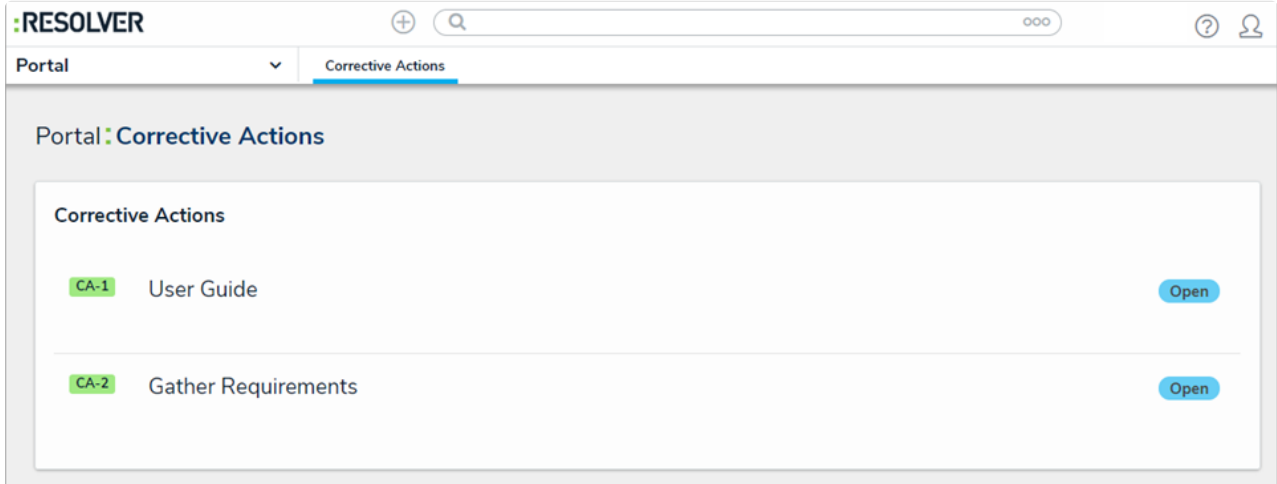 :RESOLVER
Portal
Corrective Actions
Portal:Corrective Actions
Corrective Actions
CA-1 User Guide Open
CA-2 Gather Requirements Open